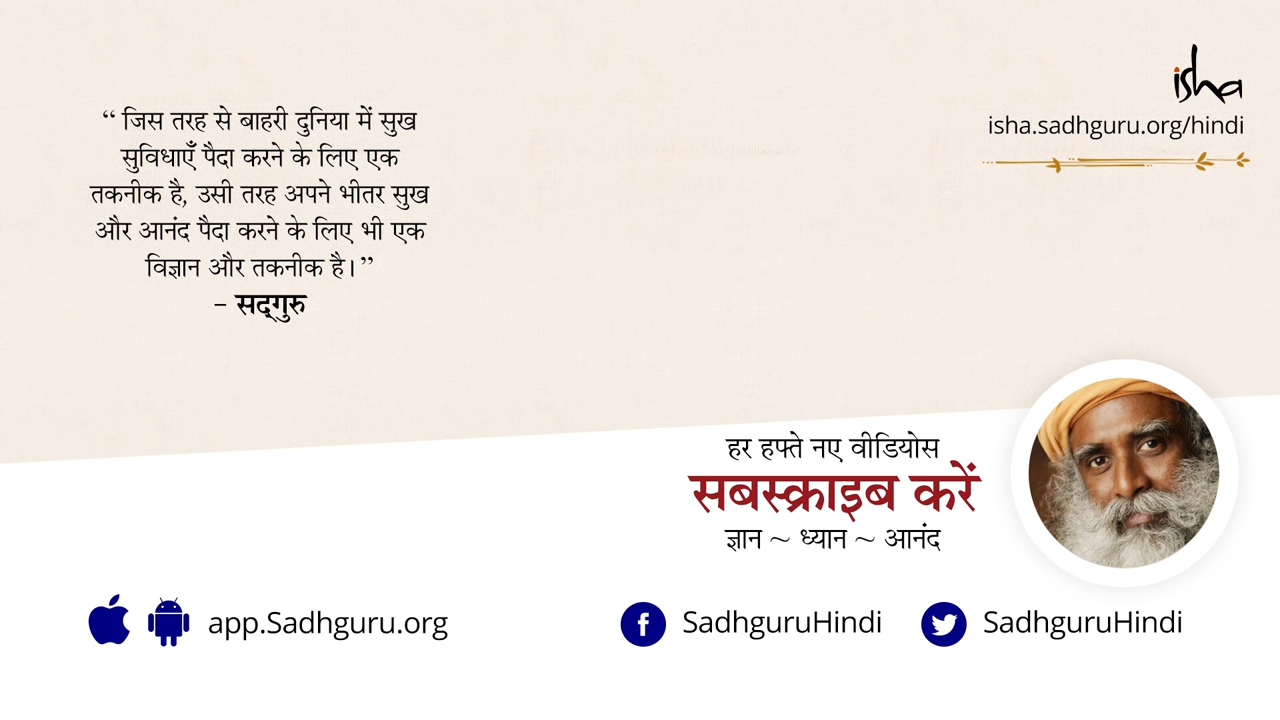 “ जिस तरह से बाहरी दुनिया में सुख
सुविधाएँ पैदा करने के लिए एक
तकनीक है, उसी तरह अपने भीतर सुख
और आनंद पैदा करने के लिए भी एक
विज्ञान और तकनीक है।”
– सद्‌गुरु
isha
isha.sadhguru.org/hindi
हर हफ्ते नए वीडियोस
सबस्क्राइब करें
ज्ञान ~ ध्यान ~ आनंद
app.Sadhguru.org
SadhguruHindi
SadhguruHindi